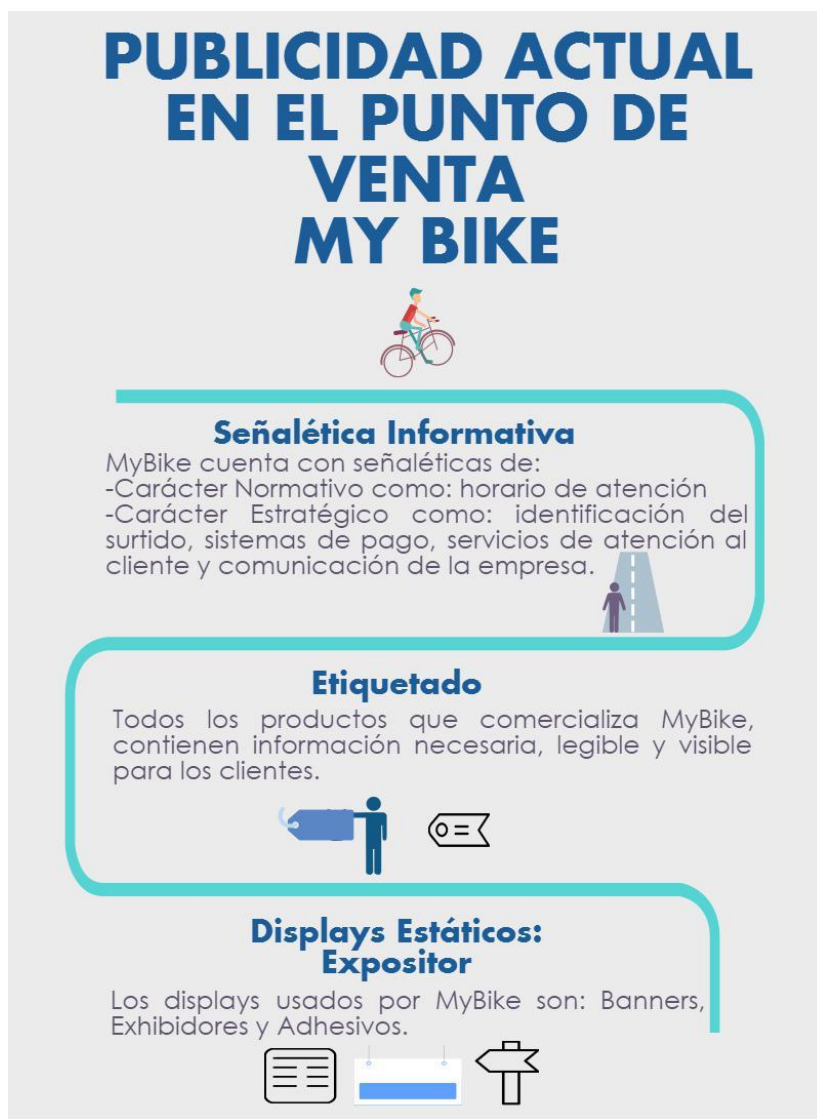 PUBLICIDAD ACTUAL
EN EL PUNTO DE
VENTA
MY BIKE
Señalética Informativa
MyBike cuenta con señaléticas de:
-Carácter Normativo como: horario de atención
-Carácter Estratégico como: identificación del
surtido, sistemas de pago, servicios de atención al
cliente y comunicación de la empresa.
Etiquetado
Todos los productos que comercializa MyBike,
contienen información necesaria, legible y visible
para los clientes.
Displays Estáticos:
Expositor
Los displays usados por MyBike son: Banners,
Exhibidores y Adhesivos.